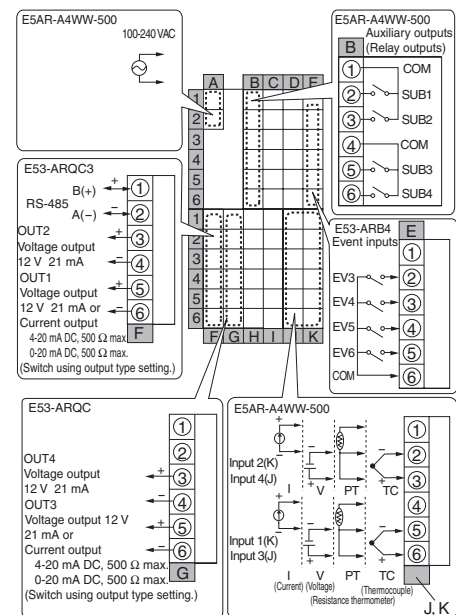 E5AR-A4WW-500
100-240 VAC
E5AR-A4WW-500
Auxiliary outputs
(Relay outputs)
B
1 COM
2 SUB1
3 SUB2
4 COM
5 SUB3
6 SUB4
A B C D E
1
2
3
4
5
6
1
2
3
4
5
6
F G H I J K
E53-ARQC3
B(+) + 1
RS-485
A(−) − 2
OUT2 + 3
Voltage output
12 V 21 mA − 4
OUT1 + 5
Voltage output
12 V 21 mA or − 6
Current output
4-20 mA DC, 500 Ω max.
0-20 mA DC, 500 Ω max.
F
(Switch using output type setting.)
E53-ARB4
Event inputs
E
1
EV3 2
EV4 3
EV5 4
EV6 5
COM 6
E53-ARQC
1
2
OUT4
Voltage output + 3
12 V 21 mA
OUT3 − 4
Voltage output 12 V + 5
21 mA or
Current output − 6
4-20 mA DC, 500 Ω max.
0-20 mA DC, 500 Ω max.
G
(Switch using output type setting.)
E5AR-A4WW-500
1
2
3
4
5
6
Input 2(K)
Input 4(J)
+ − − + − +
I V PT TC
Input 1(K)
Input 3(J)
+ − − + − +
I V PT TC
(Current) (Voltage) (Thermocouple)
(Resistance thermometer)
J, K